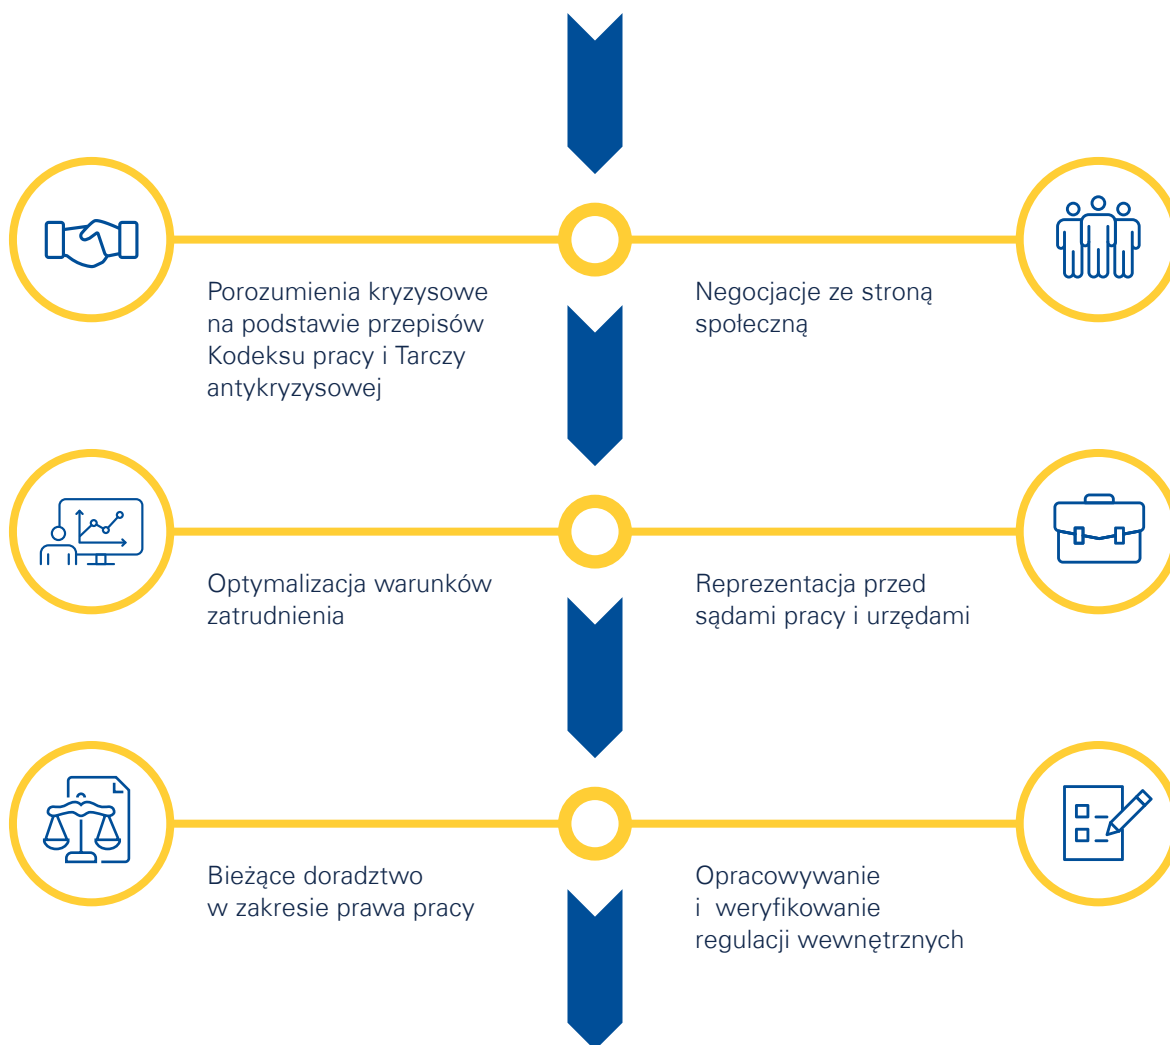 Porozumienia kryzysowe
na podstawie przepisów
Kodeksu pracy i Tarczy
antykryzysowej
Negocjacje ze stroną
społeczną
Optymalizacja warunków
zatrudnienia
Reprezentacja przed
sądami pracy i urzędami
Bieżące doradztwo
w zakresie prawa pracy
Opracowywanie
i weryfikowanie
regulacji wewnętrznych